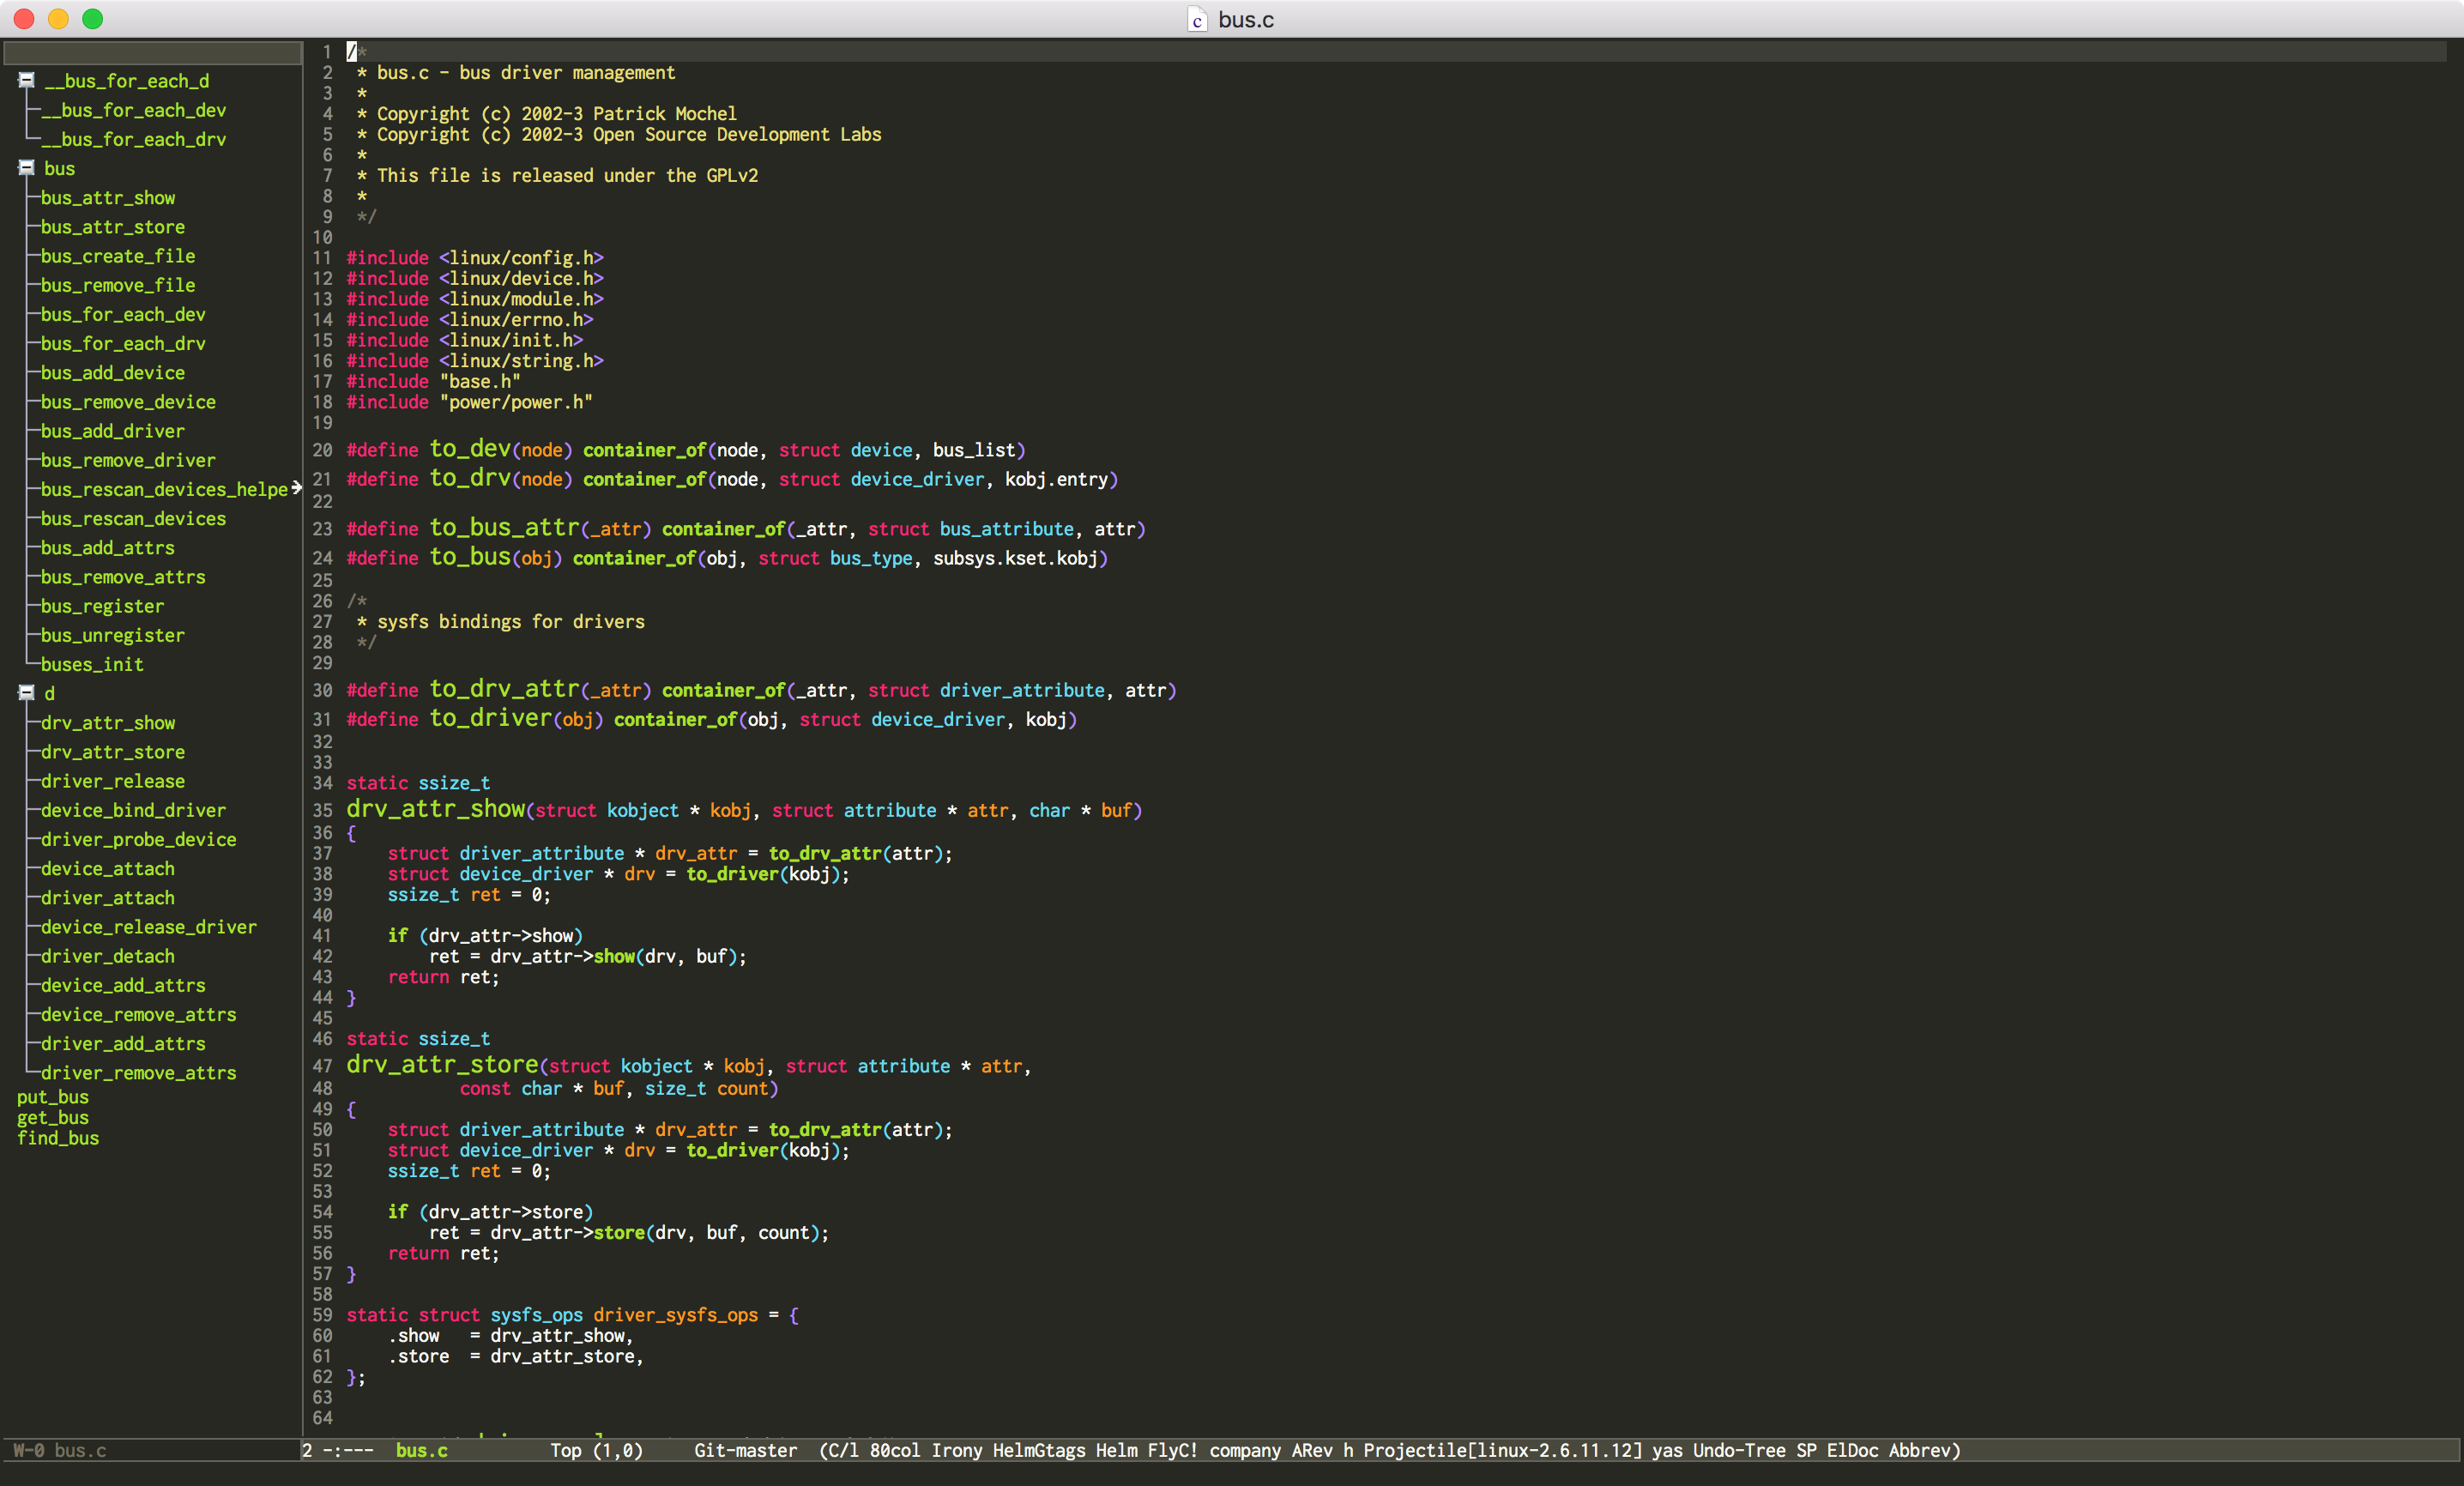 bus.c
__bus_for_each_d
__bus_for_each_dev
__bus_for_each_drv
bus
bus_attr_show
bus_attr_store
bus_create_file
bus_remove_file
bus_for_each_dev
bus_for_each_drv
bus_add_device
bus_remove_device
bus_add_driver
bus_remove_driver
bus_rescan_devices_helpe
bus_rescan_devices
bus_add_attrs
bus_remove_attrs
bus_register
bus_unregister
buses_init
d
drv_attr_show
drv_attr_store
driver_release
device_bind_driver
driver_probe_device
device_attach
driver_attach
device_release_driver
driver_detach
device_add_attrs
device_remove_attrs
driver_add_attrs
driver_remove_attrs
put_bus
get_bus
find_bus
1 /*
2  * bus.c - bus driver management
3  *
4  * Copyright (c) 2002-3 Patrick Mochel
5  * Copyright (c) 2002-3 Open Source Development Labs
6  *
7  * This file is released under the GPLv2
8  *
9  */
10
11 #include <linux/config.h>
12 #include <linux/device.h>
13 #include <linux/module.h>
14 #include <linux/errno.h>
15 #include <linux/init.h>
16 #include <linux/string.h>
17 #include "base.h"
18 #include "power/power.h"
19
20 #define to_dev(node) container_of(node, struct device, bus_list)
21 #define to_drv(node) container_of(node, struct device_driver, kobj.entry)
22
23 #define to_bus_attr(_attr) container_of(_attr, struct bus_attribute, attr)
24 #define to_bus(obj) container_of(obj, struct bus_type, subsys.kset.kobj)
25
26 /*
27  * sysfs bindings for drivers
28  */
29
30 #define to_drv_attr(_attr) container_of(_attr, struct driver_attribute, attr)
31 #define to_driver(obj) container_of(obj, struct device_driver, kobj)
32
33
34 static ssize_t
35 drv_attr_show(struct kobject * kobj, struct attribute * attr, char * buf)
36 {
37     struct driver_attribute * drv_attr = to_drv_attr(attr);
38     struct device_driver * drv = to_driver(kobj);
39     ssize_t ret = 0;
40
41     if (drv_attr->show)
42         ret = drv_attr->show(drv, buf);
43     return ret;
44 }
45
46 static ssize_t
47 drv_attr_store(struct kobject * kobj, struct attribute * attr,
48            const char * buf, size_t count)
49 {
50     struct driver_attribute * drv_attr = to_drv_attr(attr);
51     struct device_driver * drv = to_driver(kobj);
52     ssize_t ret = 0;
53
54     if (drv_attr->store)
55         ret = drv_attr->store(drv, buf, count);
56     return ret;
57 }
58
59 static struct sysfs_ops driver_sysfs_ops = {
60     .show   = drv_attr_show,
61     .store  = drv_attr_store,
62 };
63
64
W-0 bus.c
2 -:---  bus.c          Top (1,0)     Git-master  (C/l 80col Irony HelmGtags Helm FlyC! company ARev h Projectile[linux-2.6.11.12] yas Undo-Tree SP ElDoc Abbrev)